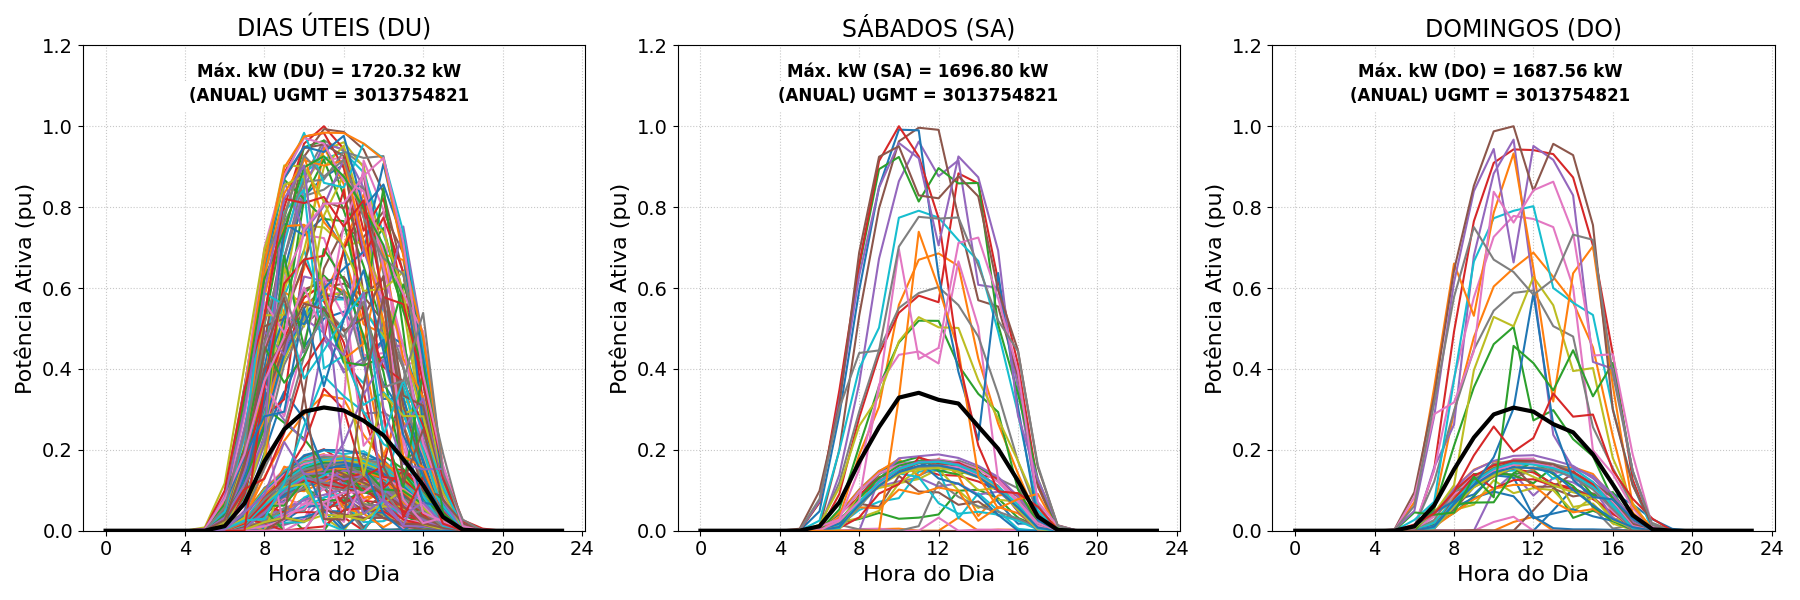 DIAS ÚTEIS (DU)
Máx. kW (DU) = 1720.32 kW
(ANUAL) UGMT = 3013754821
Potência Ativa (pu)
1.2
1.0
0.8
0.6
0.4
0.2
0.0
0 4 8 12 16 20 24
Hora do Dia
SÁBADOS (SA)
Máx. kW (SA) = 1696.80 kW
(ANUAL) UGMT = 3013754821
Potência Ativa (pu)
1.2
1.0
0.8
0.6
0.4
0.2
0.0
0 4 8 12 16 20 24
Hora do Dia
DOMINGOS (DO)
Máx. kW (DO) = 1687.56 kW
(ANUAL) UGMT = 3013754821
Potência Ativa (pu)
1.2
1.0
0.8
0.6
0.4
0.2
0.0
0 4 8 12 16 20 24
Hora do Dia